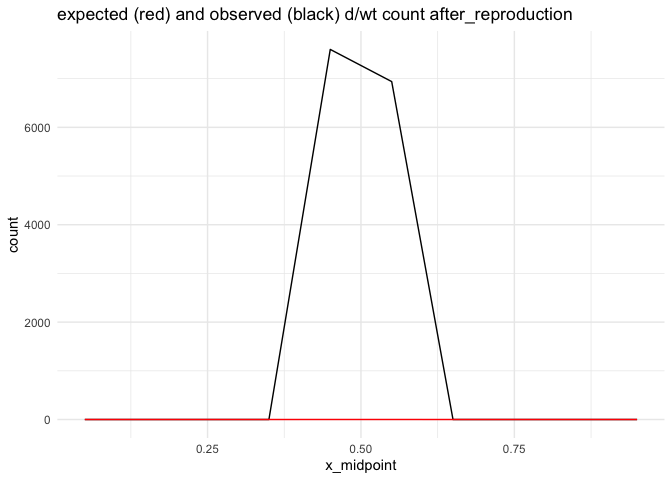 expected (red) and observed (black) d/wt count after_reproduction
6000
4000
2000
0
count
0.25 0.50 0.75
x_midpoint